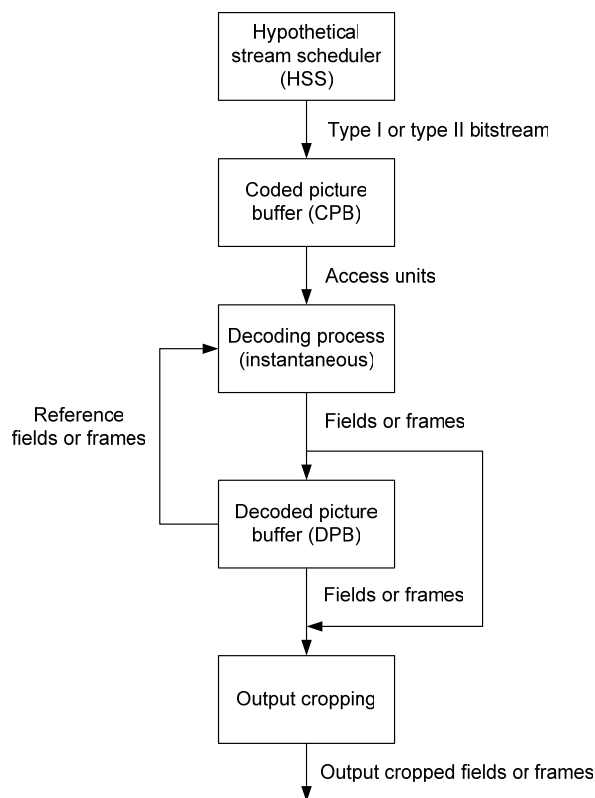 Hypothetical
stream scheduler
(HSS)
Type I or type II bitstream
Coded picture
buffer (CPB)
Access units
Decoding process
(instantaneous)
Reference
fields or frames
Fields or frames
Decoded picture
buffer (DPB)
Fields or frames
Output cropping
Output cropped fields or frames